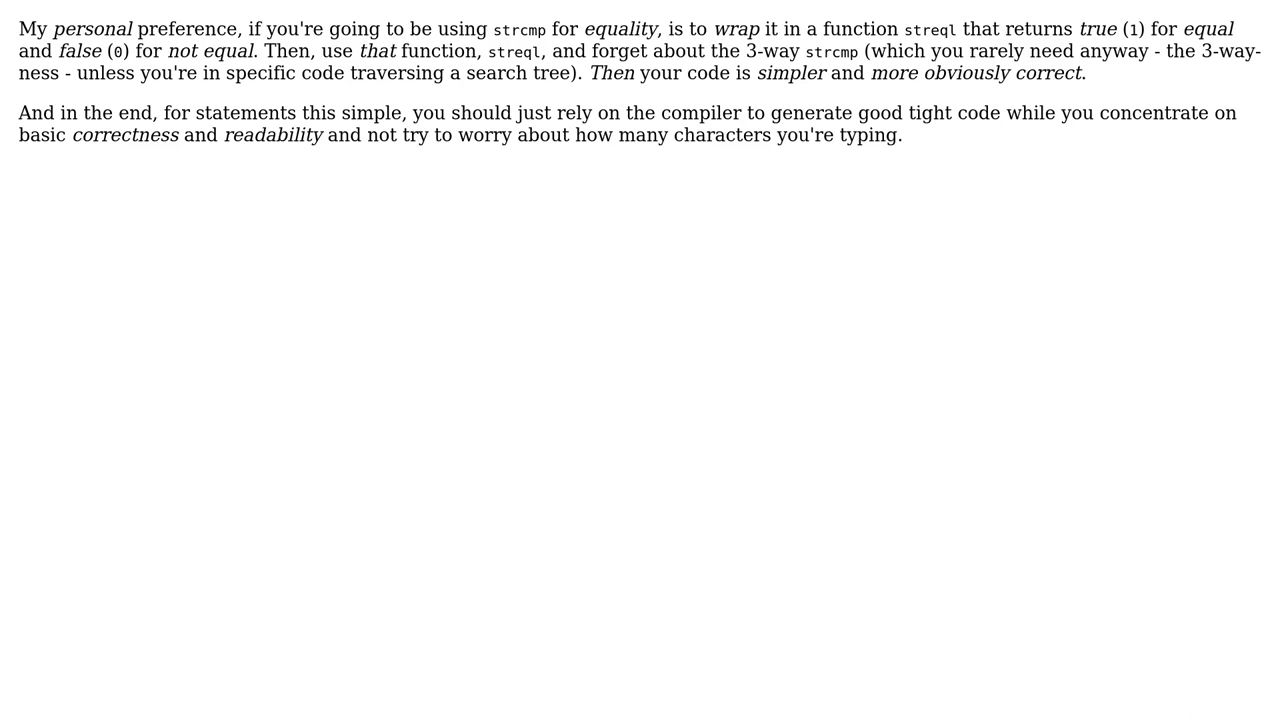 My personal preference, if you're going to be using strcmp for equality, is to wrap it in a function streql that returns true (1) for equal
and false (0) for not equal. Then, use that function, streql, and forget about the 3-way strcmp (which you rarely need anyway - the 3-way-
ness - unless you're in specific code traversing a search tree). Then your code is simpler and more obviously correct.
And in the end, for statements this simple, you should just rely on the compiler to generate good tight code while you concentrate on
basic correctness and readability and not try to worry about how many characters you're typing.